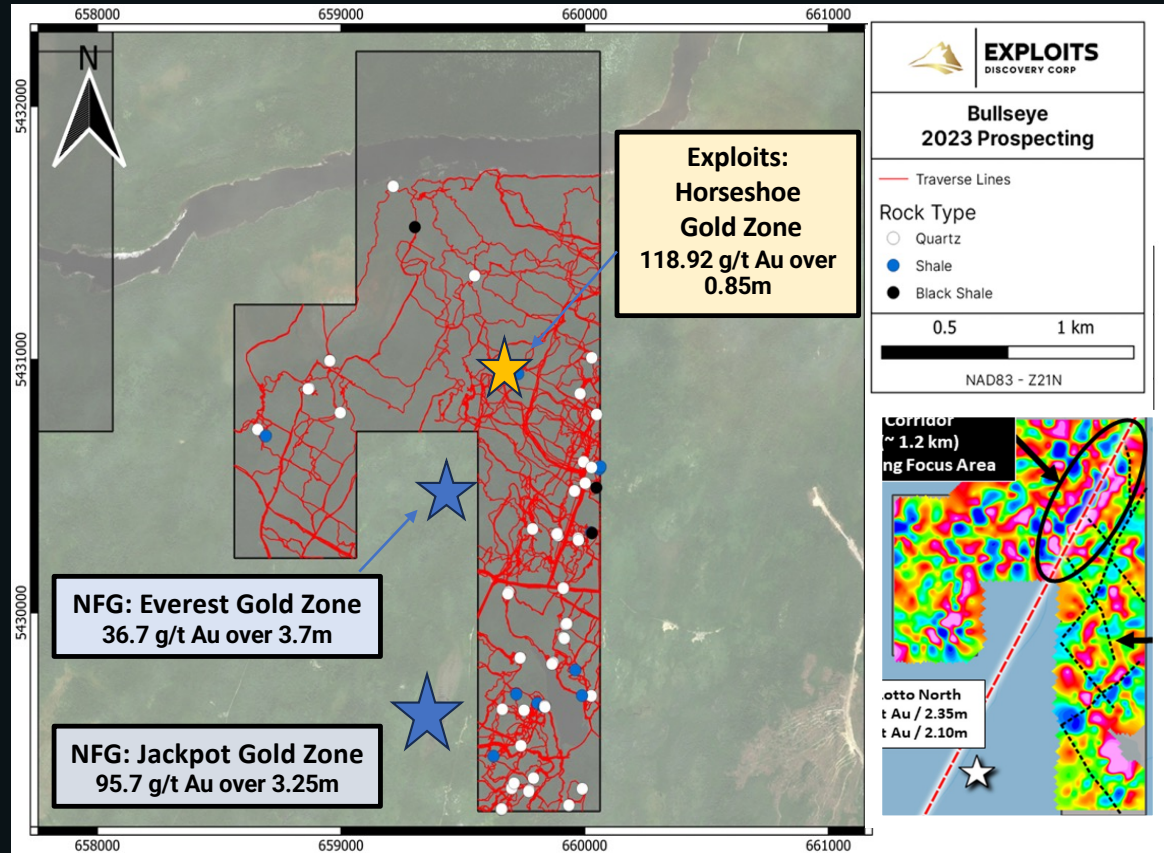 658000
659000
660000
661000
5432000
5431000
5430000
N
Exploits:
Horseshoe
Gold Zone
118.92 g/t Au over
0.85m
NFG: Everest Gold Zone
36.7 g/t Au over 3.7m
NFG: Jackpot Gold Zone
95.7 g/t Au over 3.25m
658000
659000
660000
661000
EXPLOITS
DISCOVERY CORP
Bullseye
2023 Prospecting
Traverse Lines
Rock Type
Quartz
Shale
Black Shale
0.5 1 km
NAD83 - Z21N
Corridor
(~ 1.2 km)
ng Focus Area
otto North
t Au / 2.35m
t Au / 2.10m